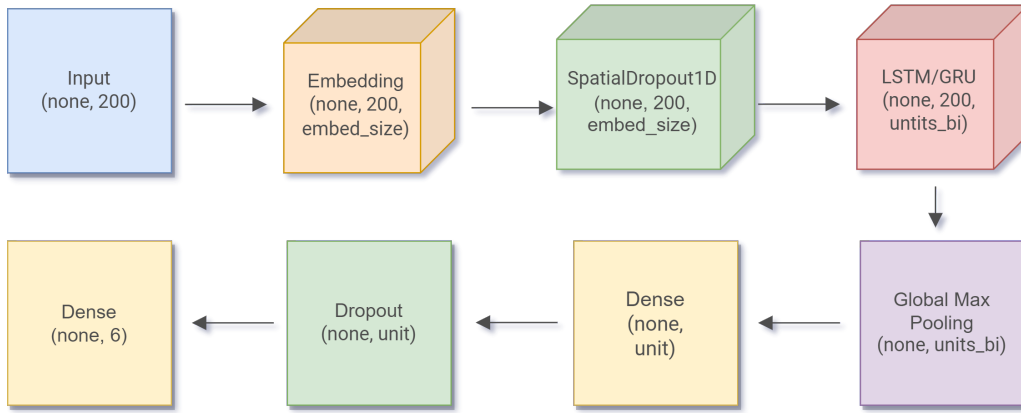 Input
(none, 200)
Embedding
(none, 200,
embed_size)
SpatialDropout1D
(none, 200,
embed_size)
LSTM/GRU
(none, 200,
untits_bi)
Dense
(none, 6)
Dropout
(none, unit)
Dense
(none,
unit)
Global Max
Pooling
(none, units_bi)